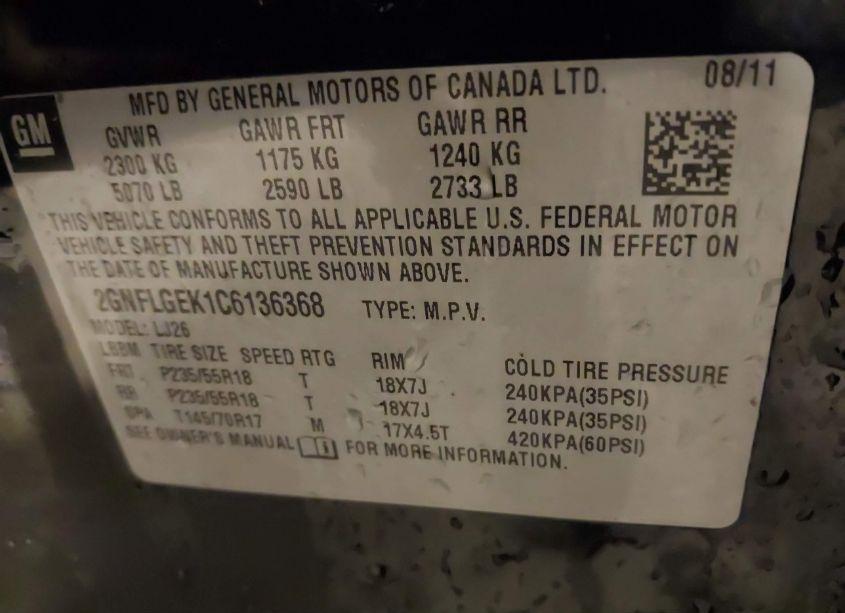 MFD BY GENERAL MOTORS OF CANADA LTD. 08/11
GM
GVWR GAWR FRT GAWR RR
2300 KG 1175 KG 1240 KG
5070 LB 2590 LB 2733 LB
THIS VEHICLE CONFORMS TO ALL APPLICABLE U.S. FEDERAL MOTOR
VEHICLE SAFETY AND THEFT PREVENTION STANDARDS IN EFFECT ON
THE DATE OF MANUFACTURE SHOWN ABOVE.
2GNFLGEK1C6136368 TYPE: M.P.V.
MODEL: LJ26
LBBM TIRE SIZE SPEED RTG RIM COLD TIRE PRESSURE
FRT P235/55R18 T 18X7J 240KPA(35PSI)
RR P235/55R18 T 18X7J 240KPA(35PSI)
SPA T145/70R17 M 17X4.5T 420KPA(60PSI)
SEE OWNER'S MANUAL FOR MORE INFORMATION.